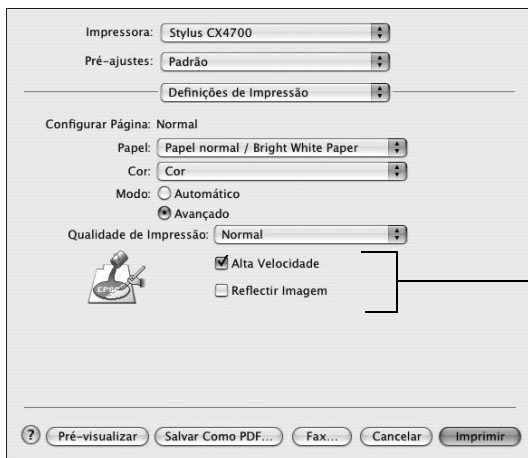 Impressora: Stylus CX4700
Pré-ajustes: Padrão
Definições de Impressão
Configurar Página: Normal
Papel: Papel normal / Bright White Paper
Cor: Cor
Modo: Automático
Avançado
Qualidade de Impressão: Normal
Alta Velocidade
Reflectir Imagem
EPSON
? Pré-visualizar Salvar Como PDF... Fax... Cancelar Imprimir